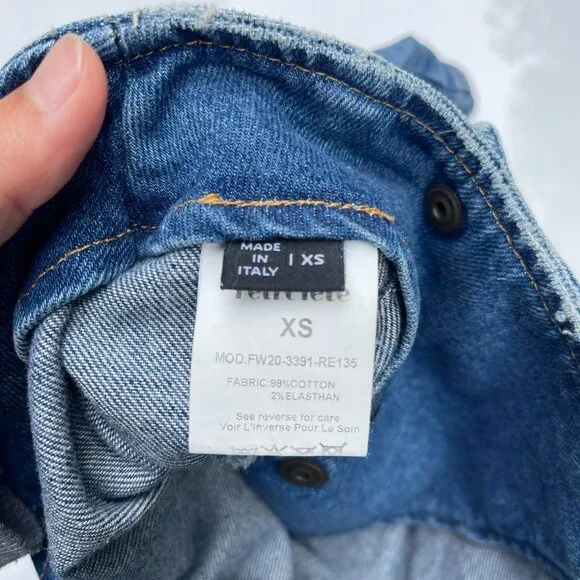 MADE
IN
ITALY
| XS
XS
MOD.FW20-3391-RE135
FABRIC:98%COTTON
2%ELASTHAN
See reverse for care
Voir L'Inverse Pour Le Soin